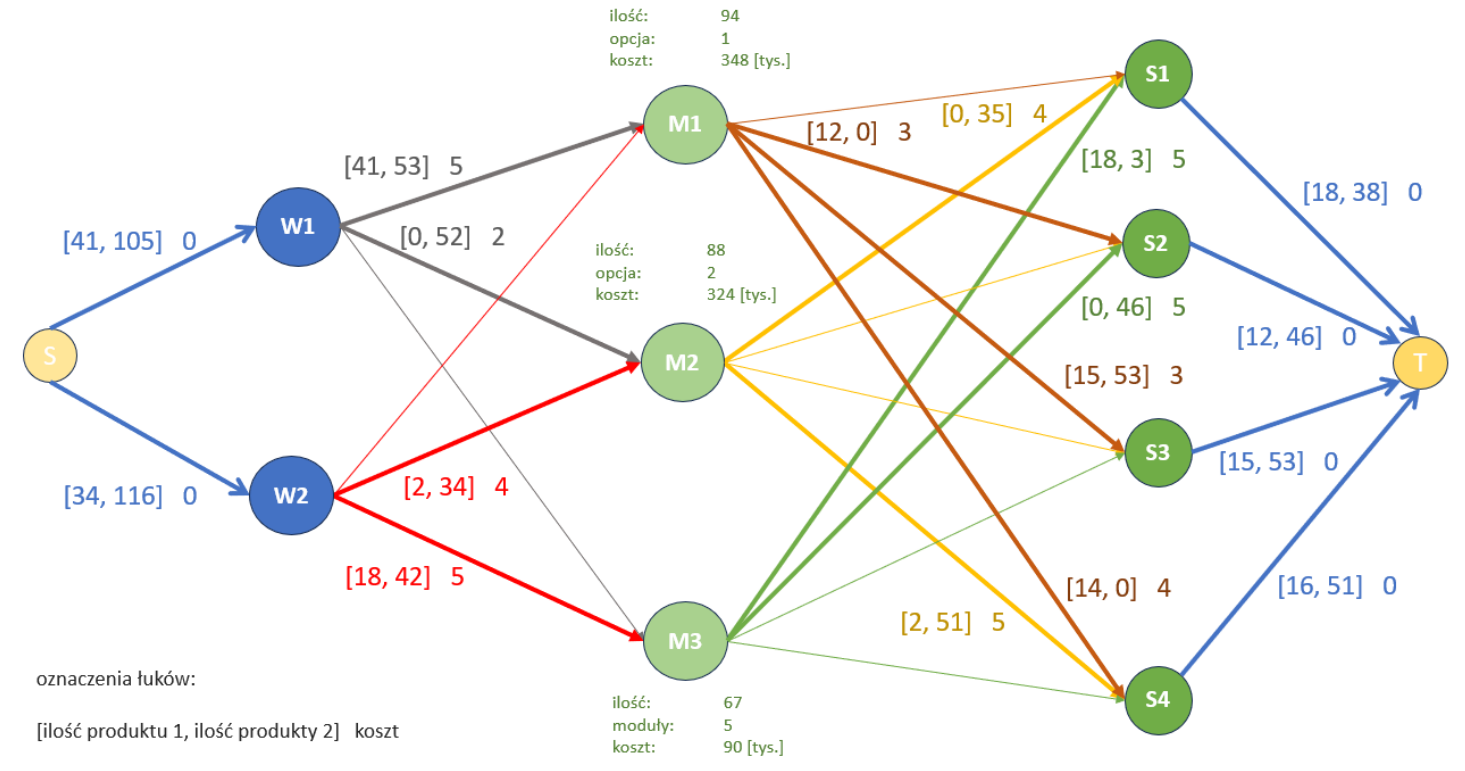 ilość: 94
opcja: 1
koszt: 348 [tys.]
S1
M1
[0, 35] 4
[12, 0] 3
[41, 53] 5
[18, 3] 5
[18, 38] 0
W1
[41, 105] 0
[0, 52] 2
S2
ilość: 88
opcja: 2
koszt: 324 [tys.]
[0, 46] 5
[12, 46] 0
S
M2
T
[15, 53] 3
S3
[15, 53] 0
[34, 116] 0
W2
[2, 34] 4
[18, 42] 5
[14, 0] 4
[16, 51] 0
[2, 51] 5
M3
S4
oznaczenia łuków:
[ilość produktu 1, ilość produkty 2] koszt
ilość: 67
moduły: 5
koszt: 90 [tys.]